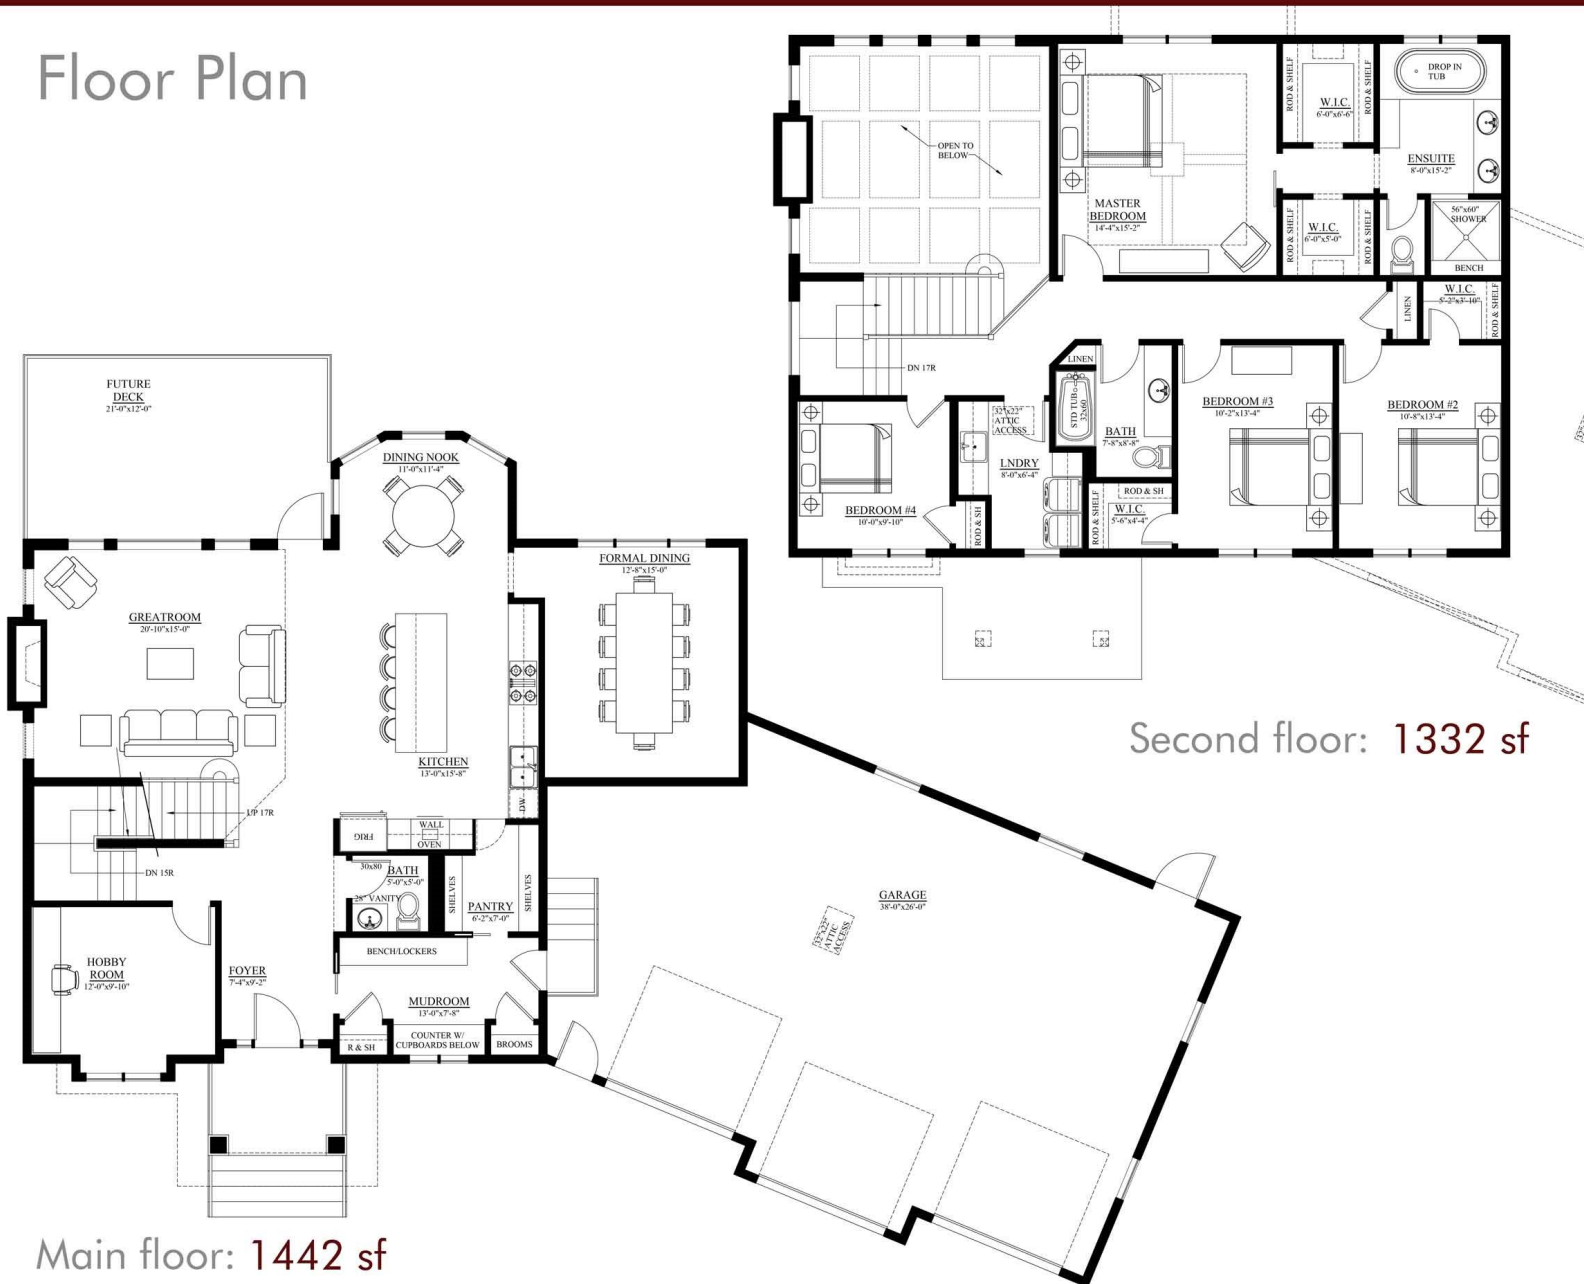 Floor Plan
FUTURE
DECK
21'-0"x12'-0"
DINING NOOK
11'-0"x11'-4"
FORMAL DINING
12'-8"x15'-0"
GREATROOM
20'-10"x15'-0"
KITCHEN
13'-0"x15'-8"
DW
UP 17R
DN 15R
FRIG
WALL
OVEN
30x80
BATH
5'-0"x5'-0"
28" VANITY
SHELVES
PANTRY
6'-2"x7'-0"
SHELVES
BENCH/LOCKERS
HOBBY
ROOM
12'-0"x9'-10"
FOYER
7'-4"x9'-2"
MUDROOM
13'-0"x7'-8"
R & SH
COUNTER W/
CUPBOARDS BELOW
BROOMS
GARAGE
38'-0"x26'-0"
32"x22"
ATTIC
ACCESS
Main floor: 1442 sf
OPEN TO
BELOW
MASTER
BEDROOM
14'-4"x15'-2"
ROD & SHELF
W.I.C.
6'-0"x6'-6"
ROD & SHELF
DROP IN
TUB
ENSUITE
8'-0"x15'-2"
ROD & SHELF
W.I.C.
6'-0"x5'-0"
ROD & SHELF
56"x60"
SHOWER
BENCH
LINEN
W.I.C.
5'-2"x3'-10"
ROD & SHELF
DN 17R
LINEN
STD TUB
32x60
BATH
7'-8"x8'-8"
BEDROOM #3
10'-2"x13'-4"
BEDROOM #2
10'-8"x13'-4"
32"x22"
ATTIC
ACCESS
LNDRY
8'-0"x6'-4"
BEDROOM #4
10'-0"x9'-10"
ROD & SH
ROD & SHELF
ROD & SH
W.I.C.
5'-6"x4'-4"
32"x22"
Second floor: 1332 sf